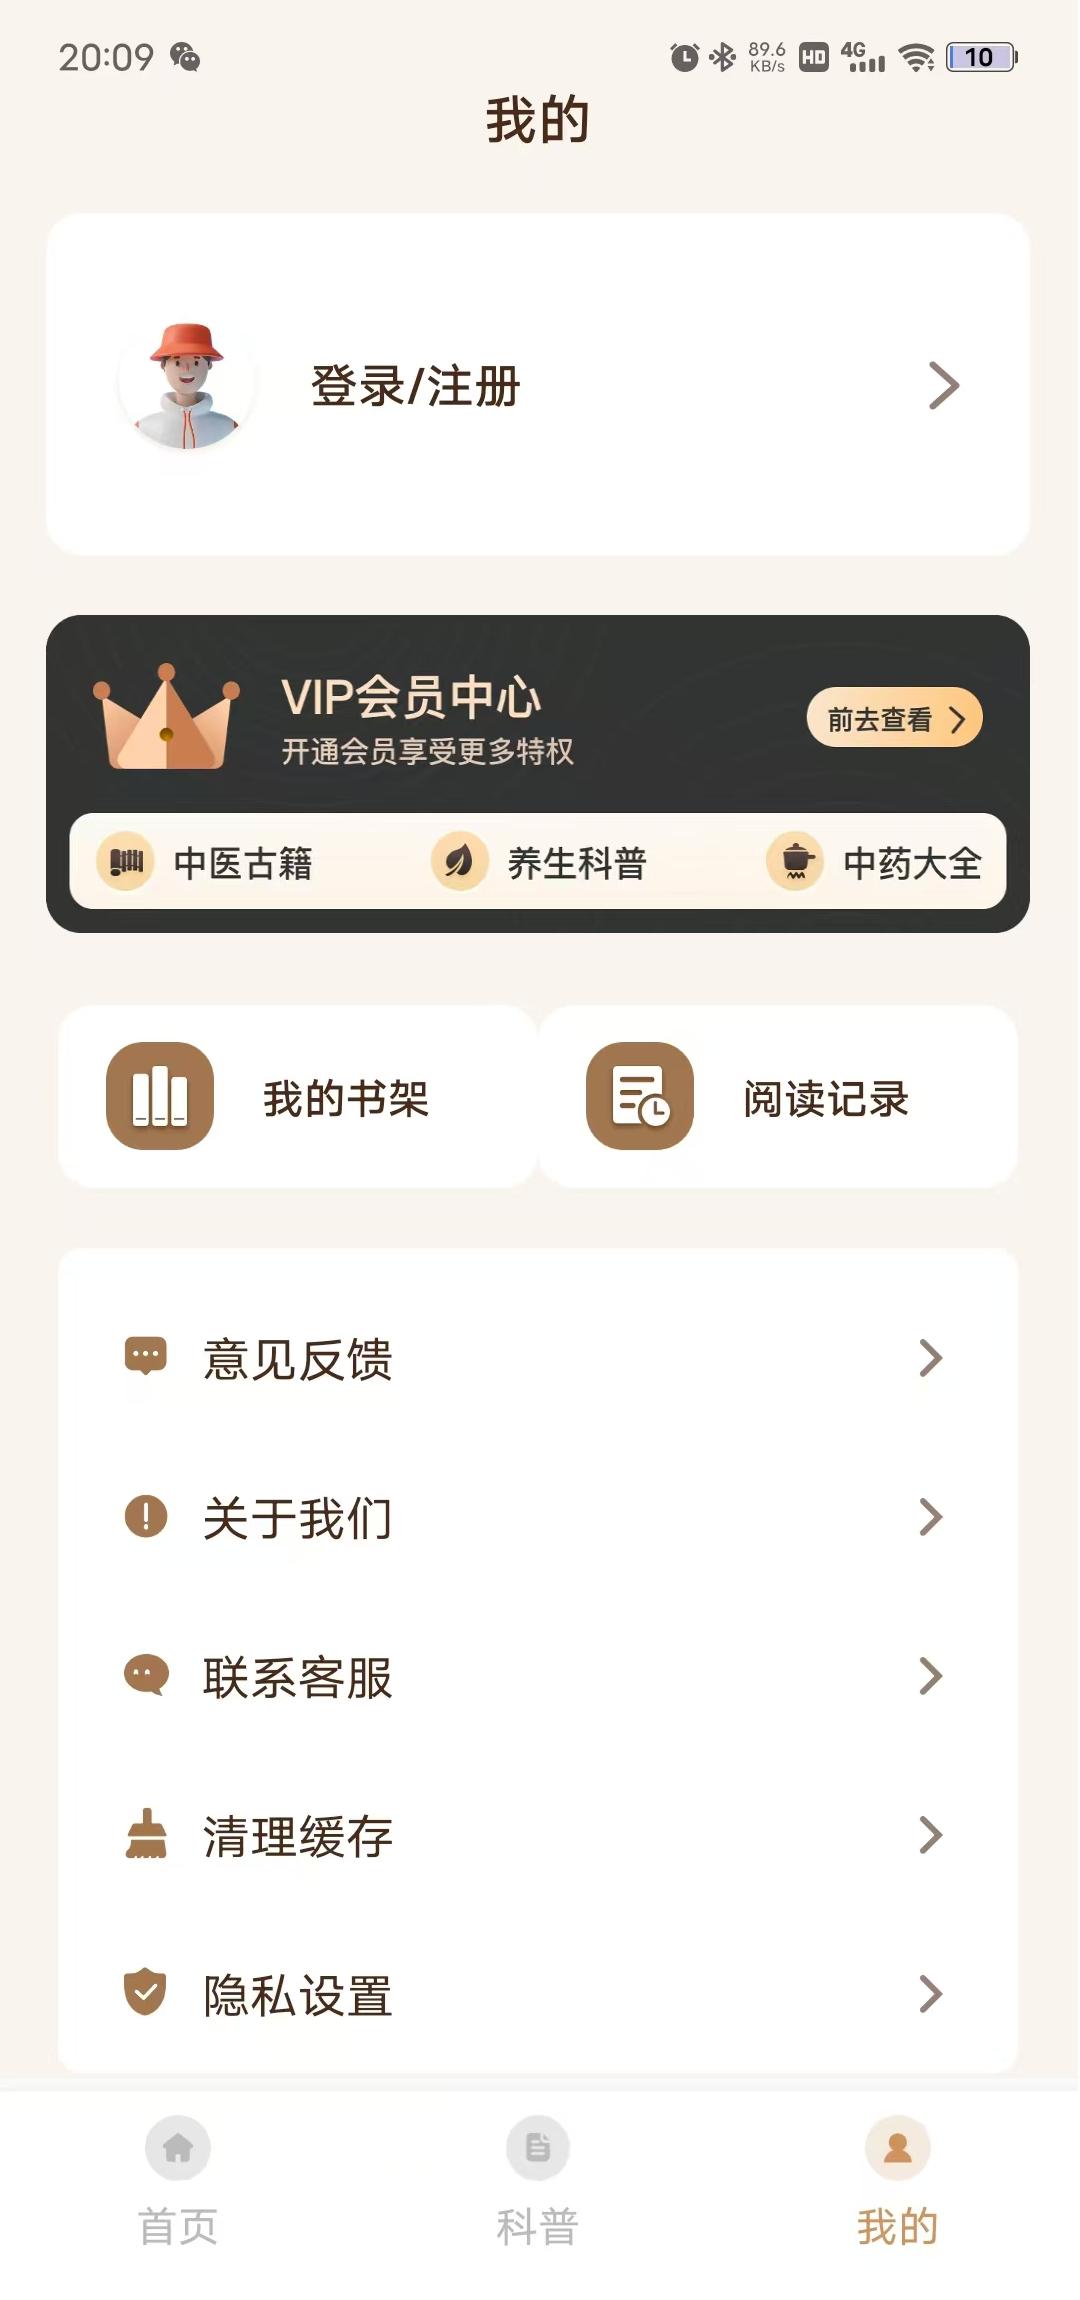 20:09
89.6 KB/s HD 4G 10
我的
登录/注册
VIP会员中心
开通会员享受更多特权
前去查看
中医古籍 养生科普 中药大全
我的书架 阅读记录
意见反馈
关于我们
联系客服
清理缓存
隐私设置
首页 科普 我的